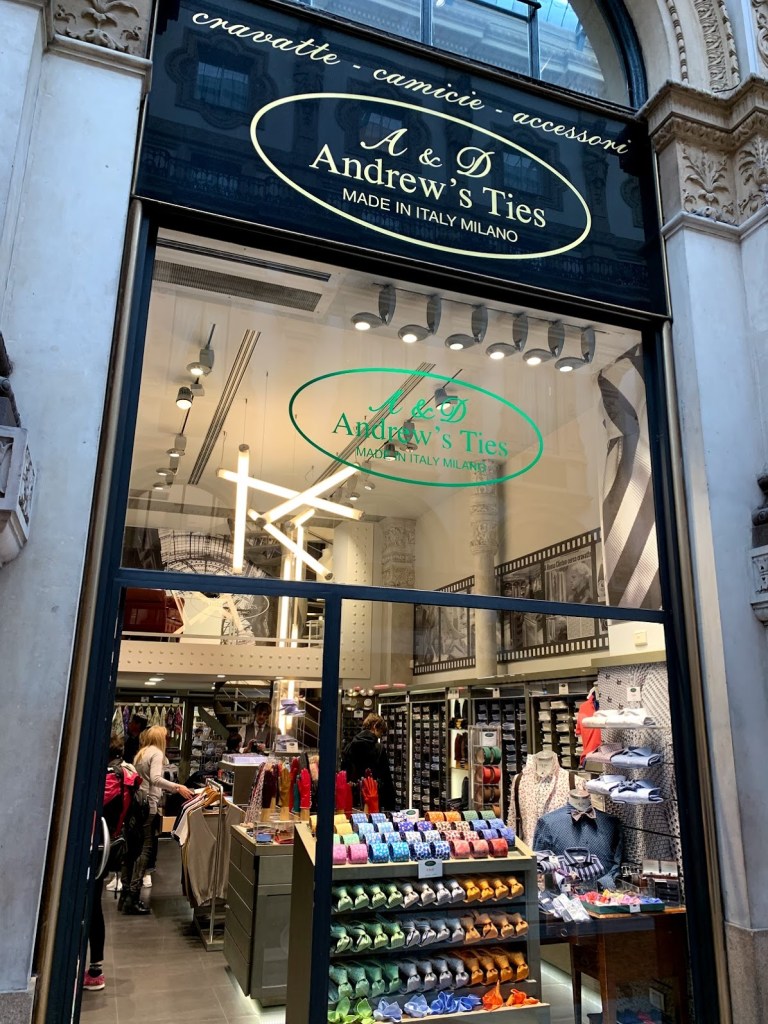 cravatte - camicie - accessori
A & D
Andrew's Ties
MADE IN ITALY MILANO
A & D
Andrew's Ties
MADE IN ITALY MILANO